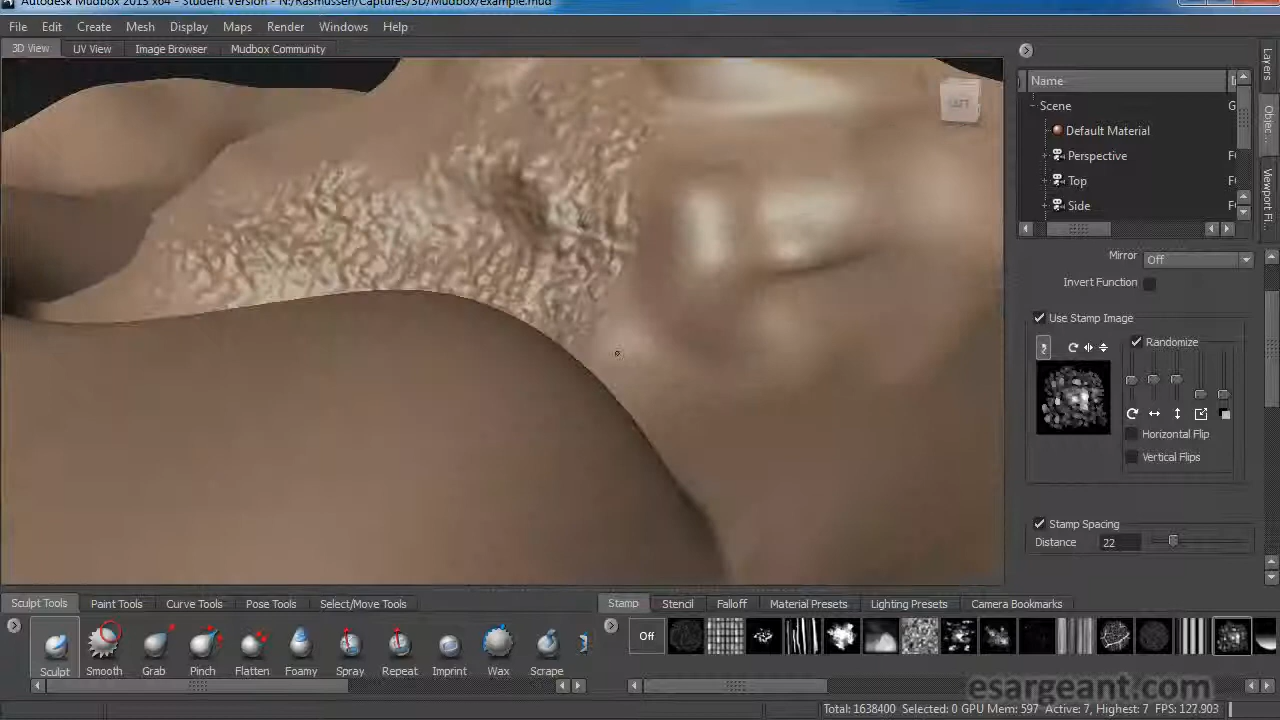 Autodesk Mudbox 2013 x64 - Student Version - N:/Rasmussen/Captures/3D/Mudbox/example.mud
File Edit Create Mesh Display Maps Render Windows Help
3D View UV View Image Browser Mudbox Community
Name
Scene
Default Material
Perspective
Top
Side
Layers
Objec...
Viewport Fi...
LEFT
Mirror Off
Invert Function
Use Stamp Image
Randomize
Horizontal Flip
Vertical Flips
Stamp Spacing
Distance 22
Sculpt Tools Paint Tools Curve Tools Pose Tools Select/Move Tools
Stamp Stencil Falloff Material Presets Lighting Presets Camera Bookmarks
Off
Sculpt Smooth Grab Pinch Flatten Foamy Spray Repeat Imprint Wax Scrape
esargeant.com
Total: 1638400 Selected: 0 GPU Mem: 597 Active: 7, Highest: 7 FPS: 127.903